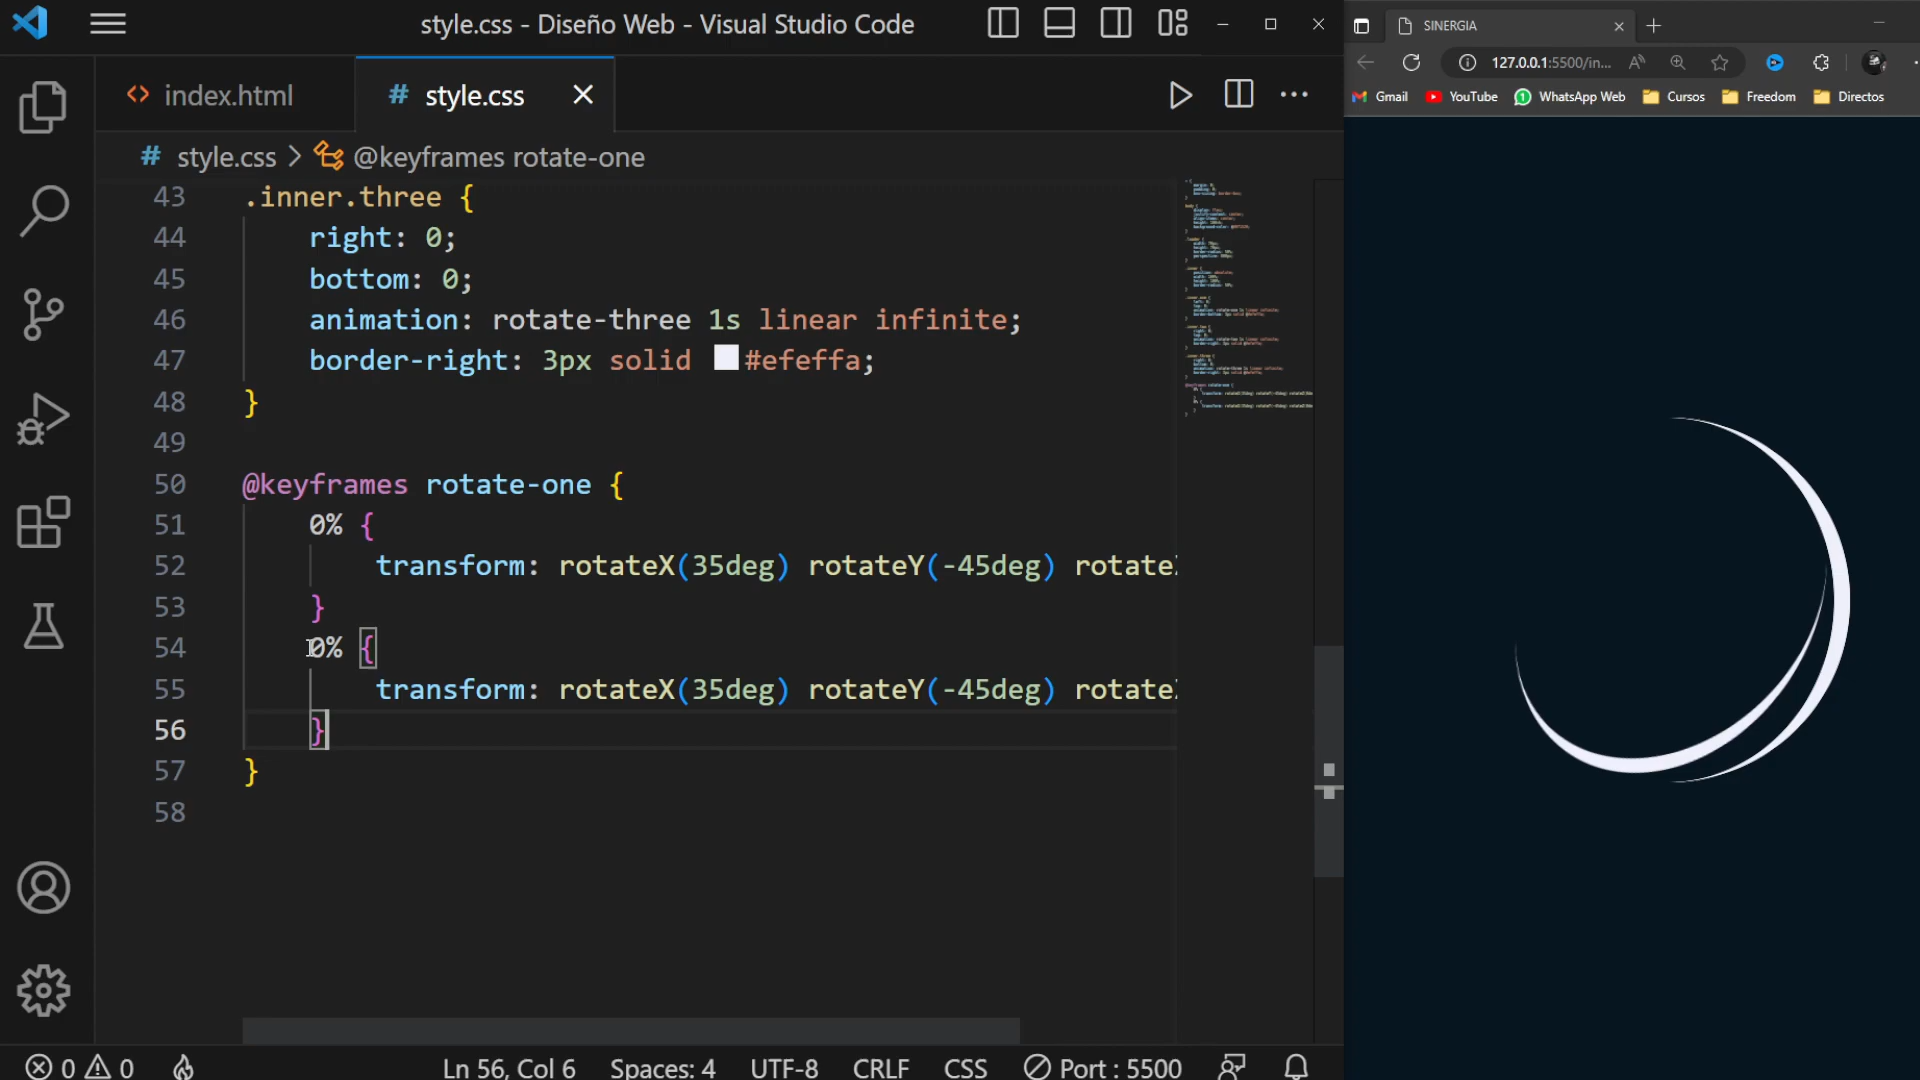 style.css - Diseño Web - Visual Studio Code
index.html
# style.css
# style.css > @keyframes rotate-one
43 .inner.three {
44 right: 0;
45 bottom: 0;
46 animation: rotate-three 1s linear infinite;
47 border-right: 3px solid #efeffa;
48 }
49
50 @keyframes rotate-one {
51 0% {
52 transform: rotateX(35deg) rotateY(-45deg) rotate
53 }
54 0% {
55 transform: rotateX(35deg) rotateY(-45deg) rotate
56 }
57 }
58
0 0 Ln 56, Col 6 Spaces: 4 UTF-8 CRLF CSS Port : 5500
SINERGIA
127.0.0.1:5500/in...
Gmail YouTube WhatsApp Web Cursos Freedom Directos